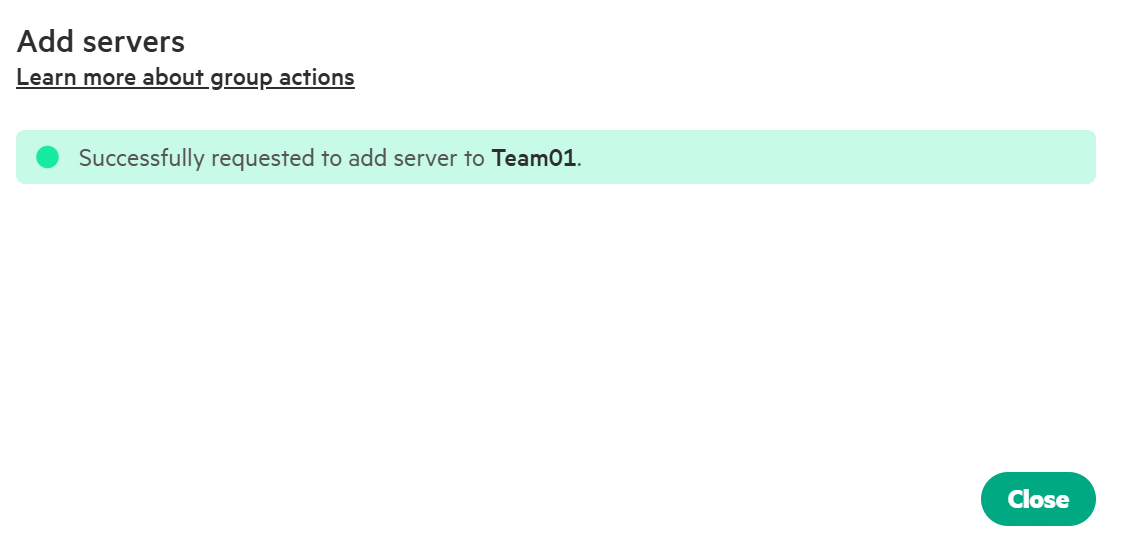 Add servers
Learn more about group actions
Successfully requested to add server to Team01.
Close